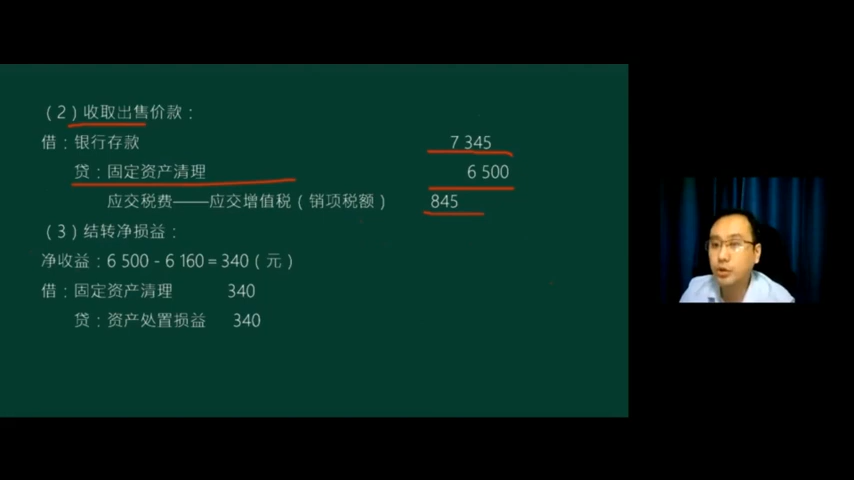 （2）收取出售价款：
借：银行存款 7 345
贷：固定资产清理 6 500
应交税费——应交增值税（销项税额） 845
（3）结转净损益：
净收益：6 500 - 6 160 = 340（元）
借：固定资产清理 340
贷：资产处置损益 340